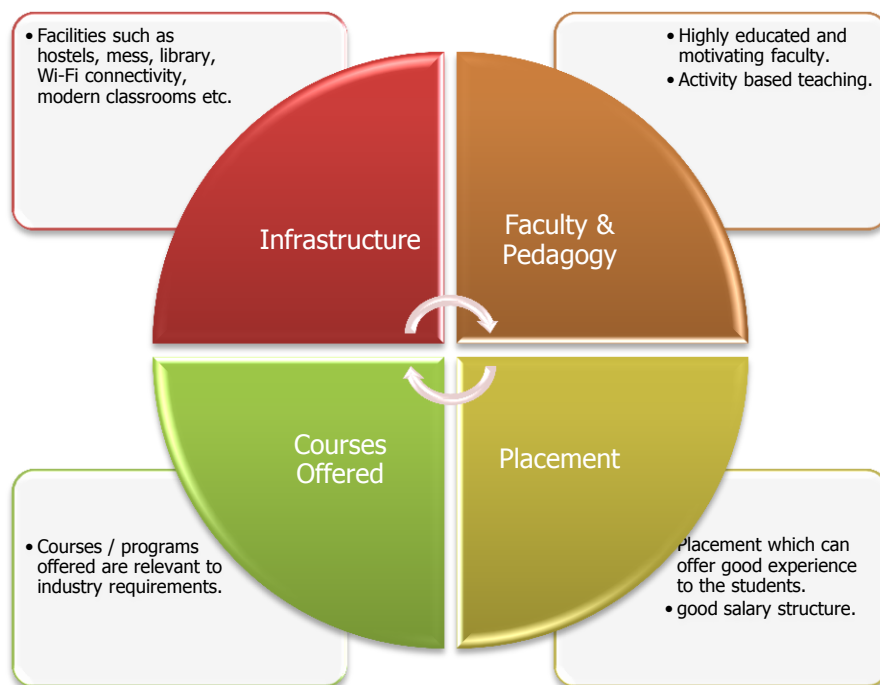 • Facilities such as
hostels, mess, library,
Wi-Fi connectivity,
modern classrooms etc.
• Highly educated and
motivating faculty.
• Activity based teaching.
Infrastructure
Faculty &
Pedagogy
Courses
Offered
Placement
• Courses / programs
offered are relevant to
industry requirements.
Placement which can
offer good experience
to the students.
• good salary structure.